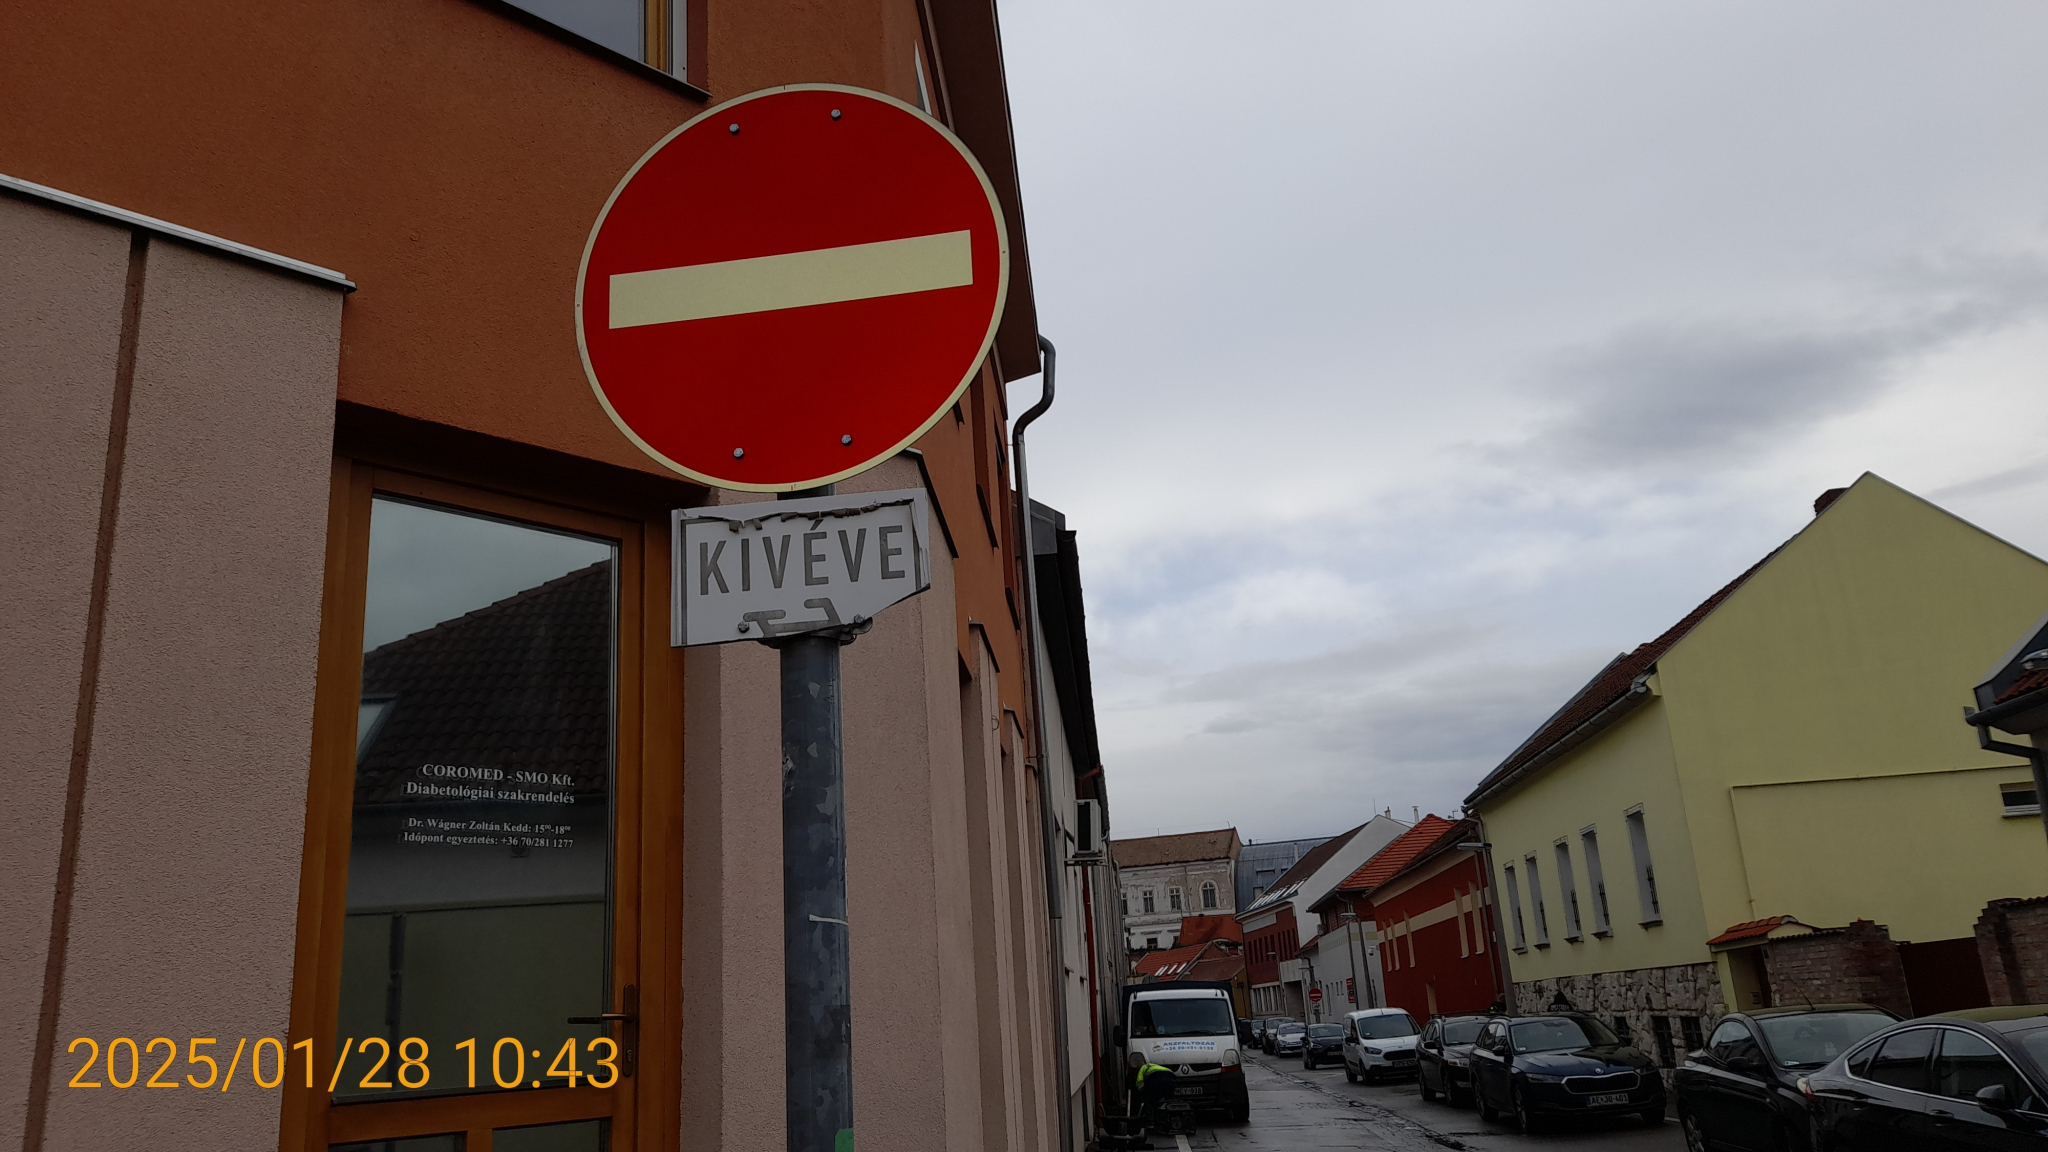 KIVÉVE
COROMED - SMO Kft.
Diabetológiai szakrendelés
Dr. Wágner Zoltán Kedd: 15⁰⁰-18⁰⁰
Időpont egyeztetés: +36 70/281 1277
ASZFALTOZÁS
2025/01/28 10:43